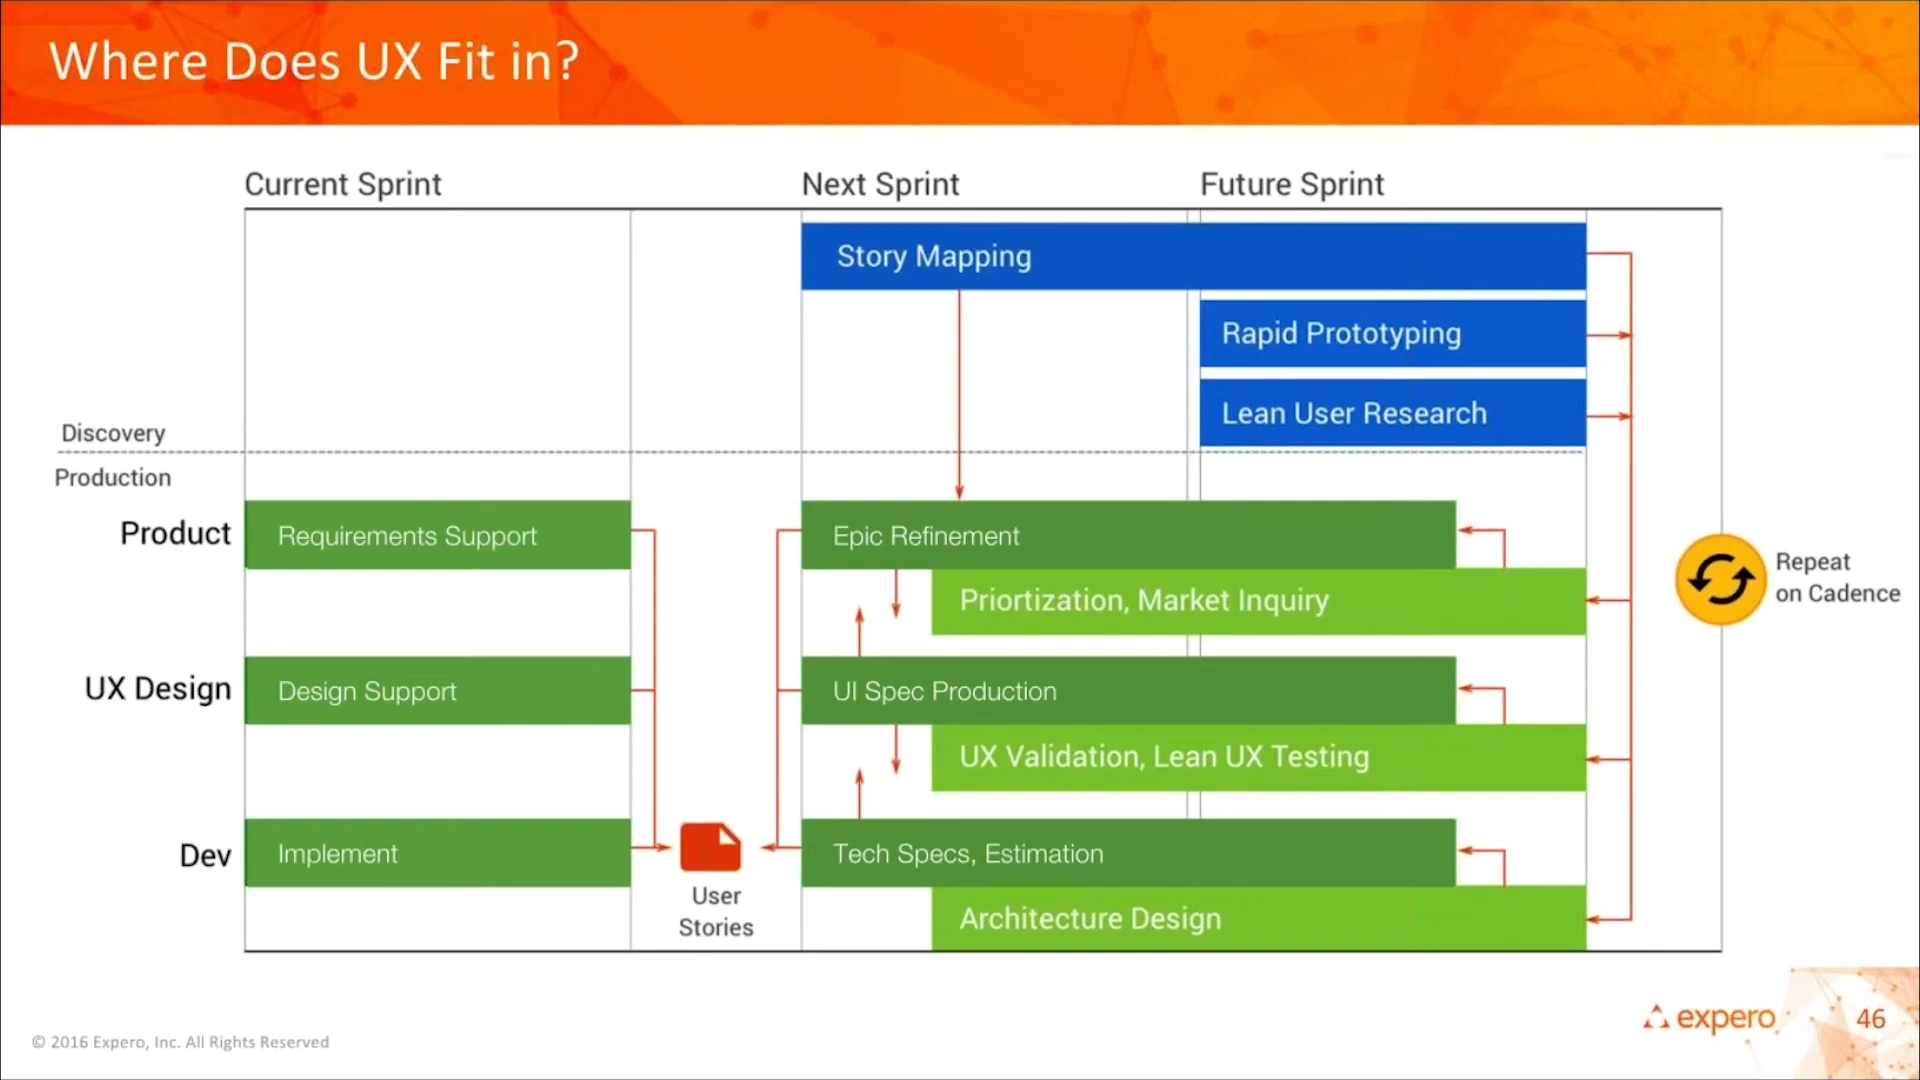 Where Does UX Fit in?
Current Sprint
Next Sprint
Future Sprint
Story Mapping
Rapid Prototyping
Lean User Research
Discovery
Production
Product
Requirements Support
Epic Refinement
Priortization, Market Inquiry
Repeat
on Cadence
UX Design
Design Support
UI Spec Production
UX Validation, Lean UX Testing
Dev
Implement
User
Stories
Tech Specs, Estimation
Architecture Design
© 2016 Expero, Inc. All Rights Reserved
expero
46